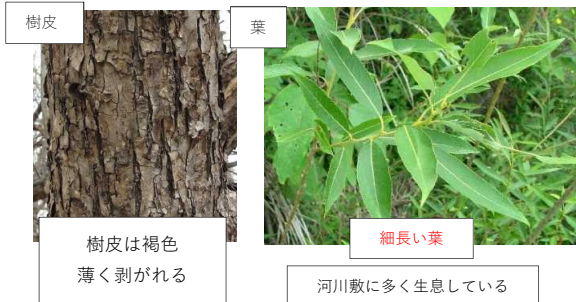 樹皮
葉
樹皮は褐色
薄く剥がれる
細長い葉
河川敷に多く生息している